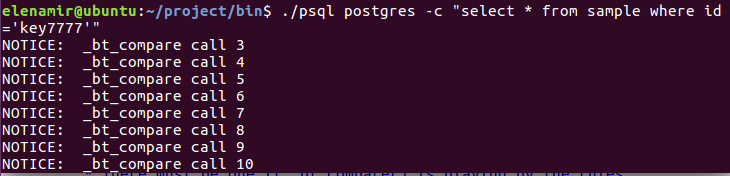 elenamir@ubuntu:~/project/bin$ ./psql postgres -c "select * from sample where id
='key7777'"
NOTICE:  _bt_compare call 3
NOTICE:  _bt_compare call 4
NOTICE:  _bt_compare call 5
NOTICE:  _bt_compare call 6
NOTICE:  _bt_compare call 7
NOTICE:  _bt_compare call 8
NOTICE:  _bt_compare call 9
NOTICE:  _bt_compare call 10